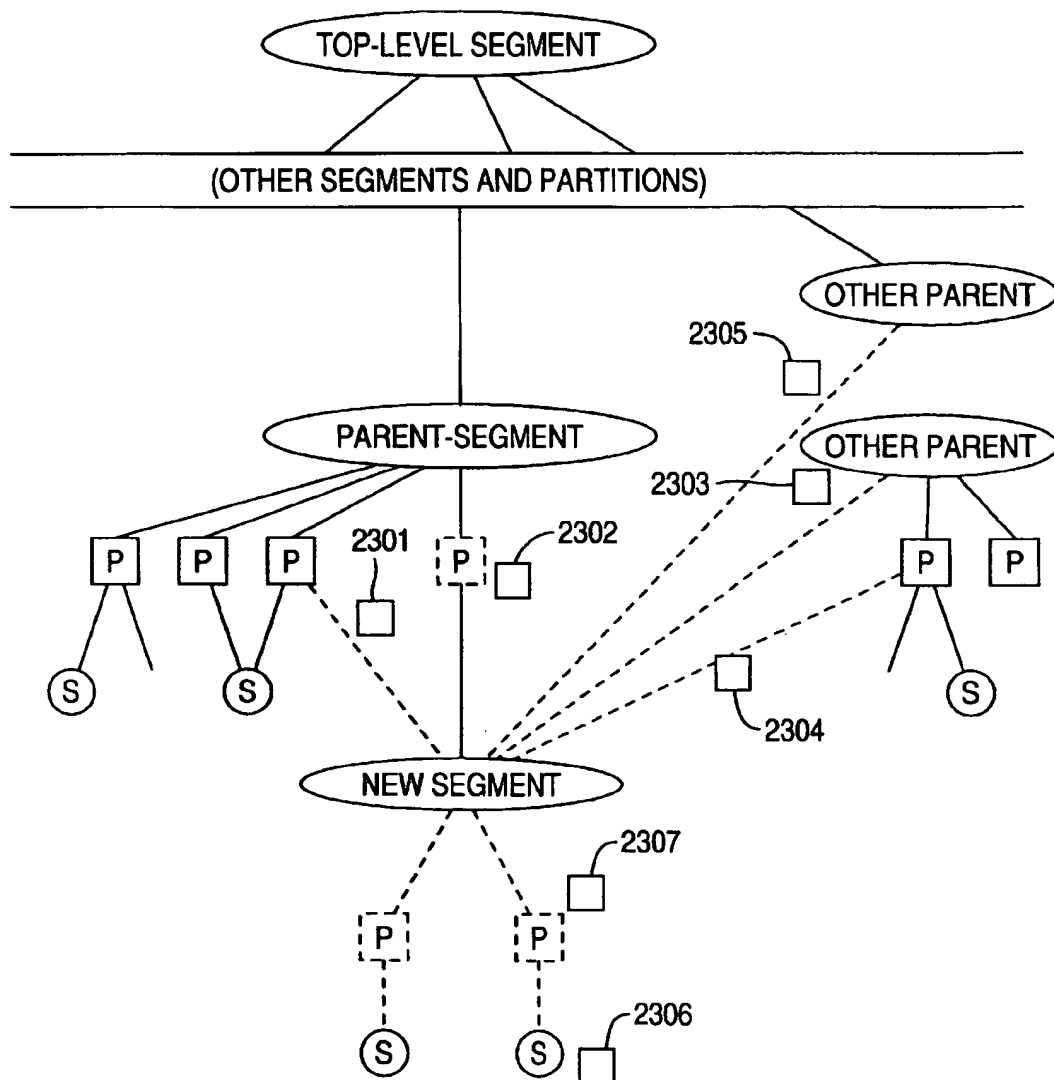 TOP-LEVEL SEGMENT
(OTHER SEGMENTS AND PARTITIONS)
OTHER PARENT
2305
PARENT-SEGMENT
OTHER PARENT
2303
2301
2302
P
P
P
P
P
P
S
S
S
2304
NEW SEGMENT
2307
P
P
2306
S
S